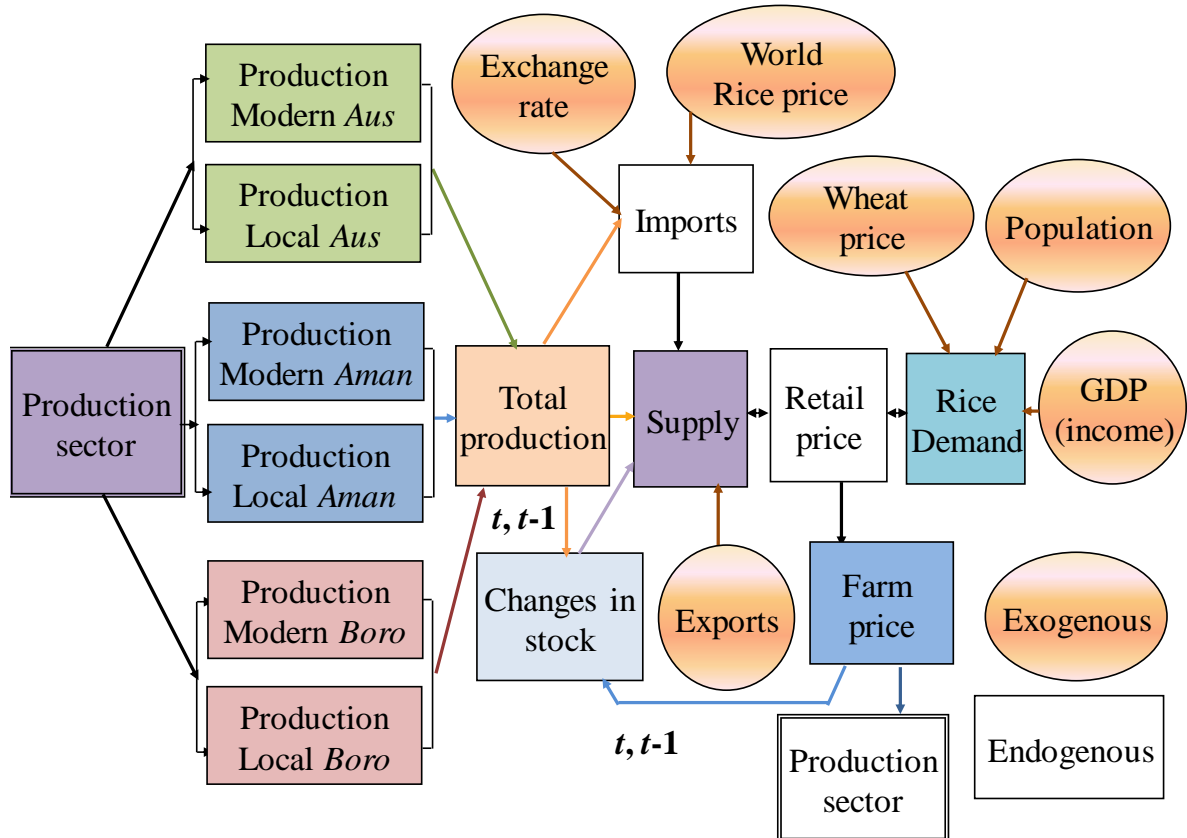 Production
Modern Aus
Production
Local Aus
Exchange
rate
World
Rice price
Imports
Wheat
price
Population
Production
sector
Production
Modern Aman
Production
Local Aman
Total
production
Supply
Retail
price
Rice
Demand
GDP
(income)
t, t-1
Production
Modern Boro
Production
Local Boro
Changes in
stock
Exports
Farm
price
Exogenous
t, t-1
Production
sector
Endogenous